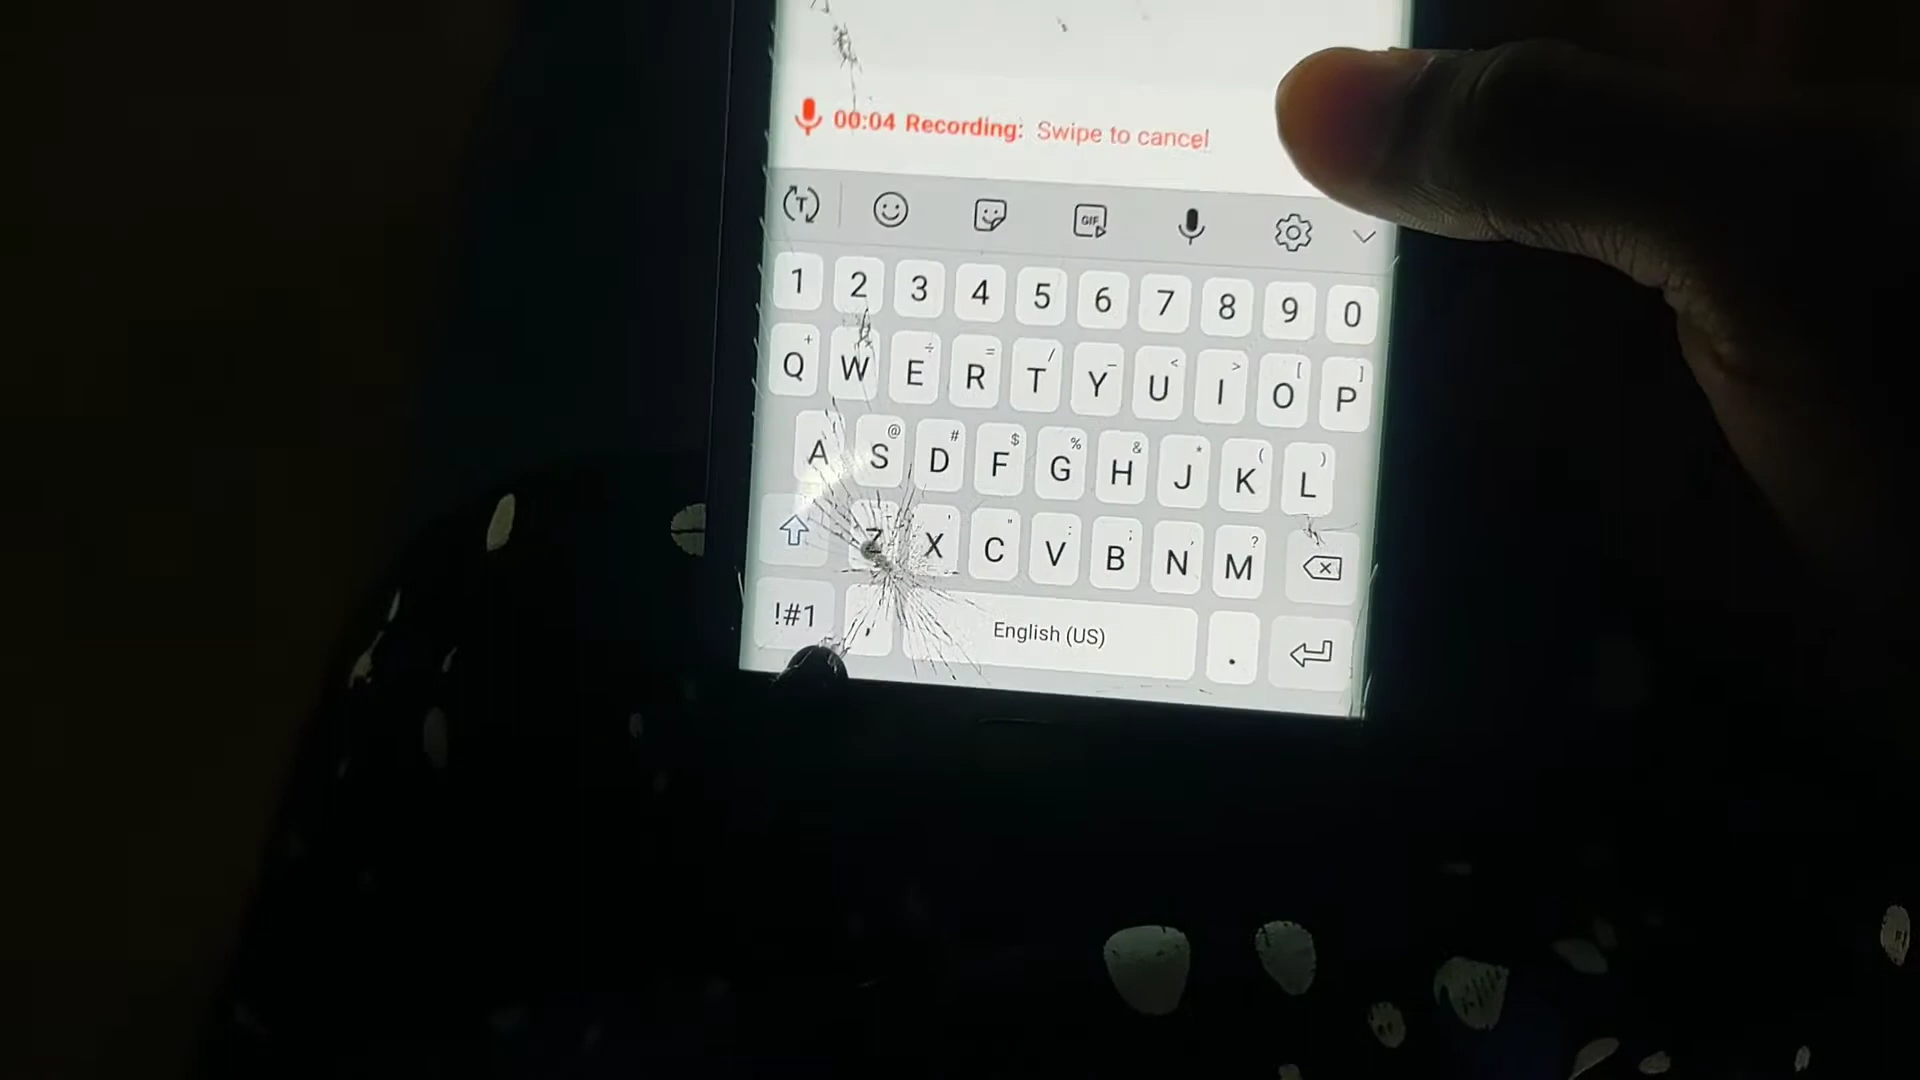 00:04 Recording: Swipe to cancel
T GIF
1 2 3 4 5 6 7 8 9 0
+ ÷ = / _ < > [ ]
Q W E R T Y U I O P
@ # $ % & * ( )
A S D F G H J K L
- ' " : ; , ?
Z X C V B N M
!#1 , English (US) .